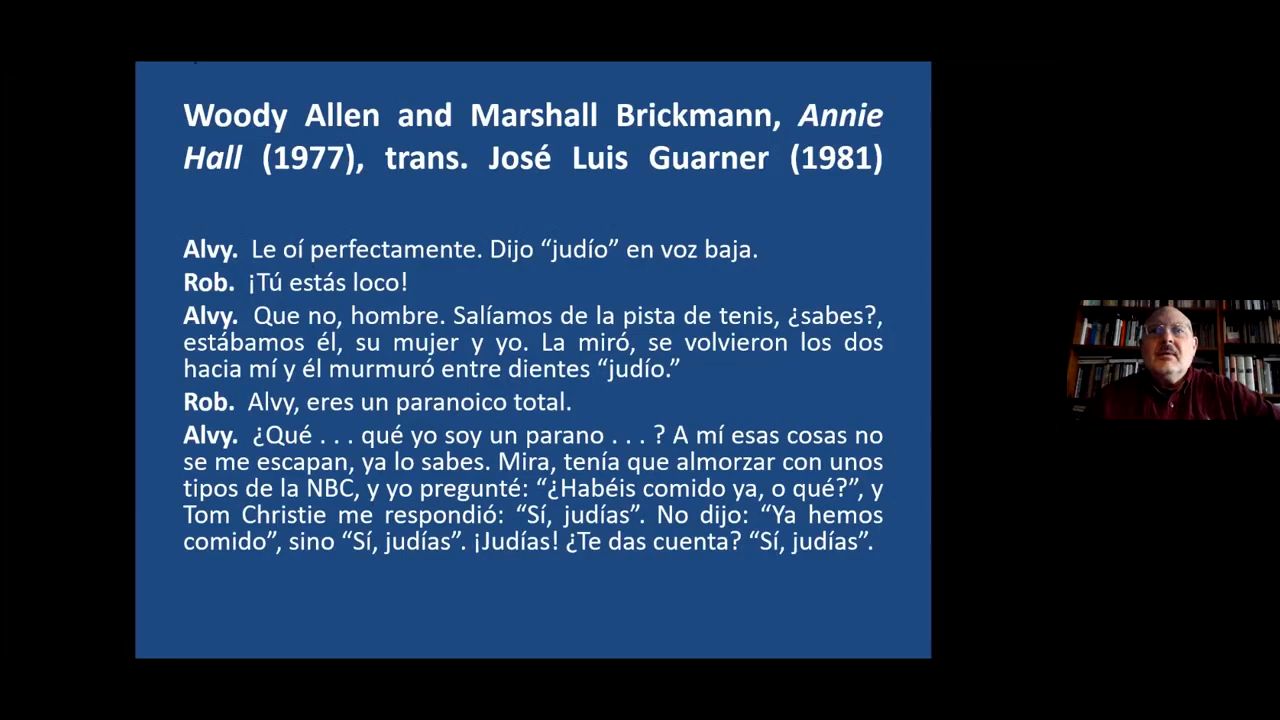 Woody Allen and Marshall Brickmann, Annie
Hall (1977), trans. José Luis Guarner (1981)
Alvy. Le oí perfectamente. Dijo “judío” en voz baja.
Rob. ¡Tú estás loco!
Alvy. Que no, hombre. Salíamos de la pista de tenis, ¿sabes?,
estábamos él, su mujer y yo. La miró, se volvieron los dos
hacia mí y él murmuró entre dientes “judío.”
Rob. Alvy, eres un paranoico total.
Alvy. ¿Qué . . . qué yo soy un parano . . . ? A mí esas cosas no
se me escapan, ya lo sabes. Mira, tenía que almorzar con unos
tipos de la NBC, y yo pregunté: “¿Habéis comido ya, o qué?”, y
Tom Christie me respondió: “Sí, judías”. No dijo: “Ya hemos
comido”, sino “Sí, judías”. ¡Judías! ¿Te das cuenta? “Sí, judías”.